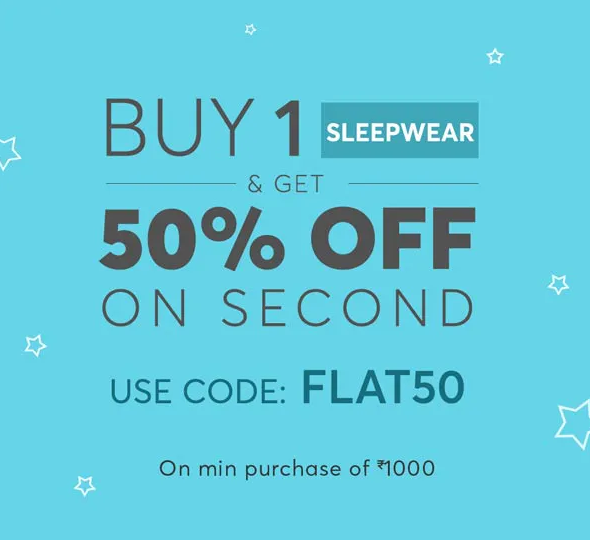 BUY 1 SLEEPWEAR
& GET
50% OFF
ON SECOND
USE CODE: FLAT50
On min purchase of ₹1000